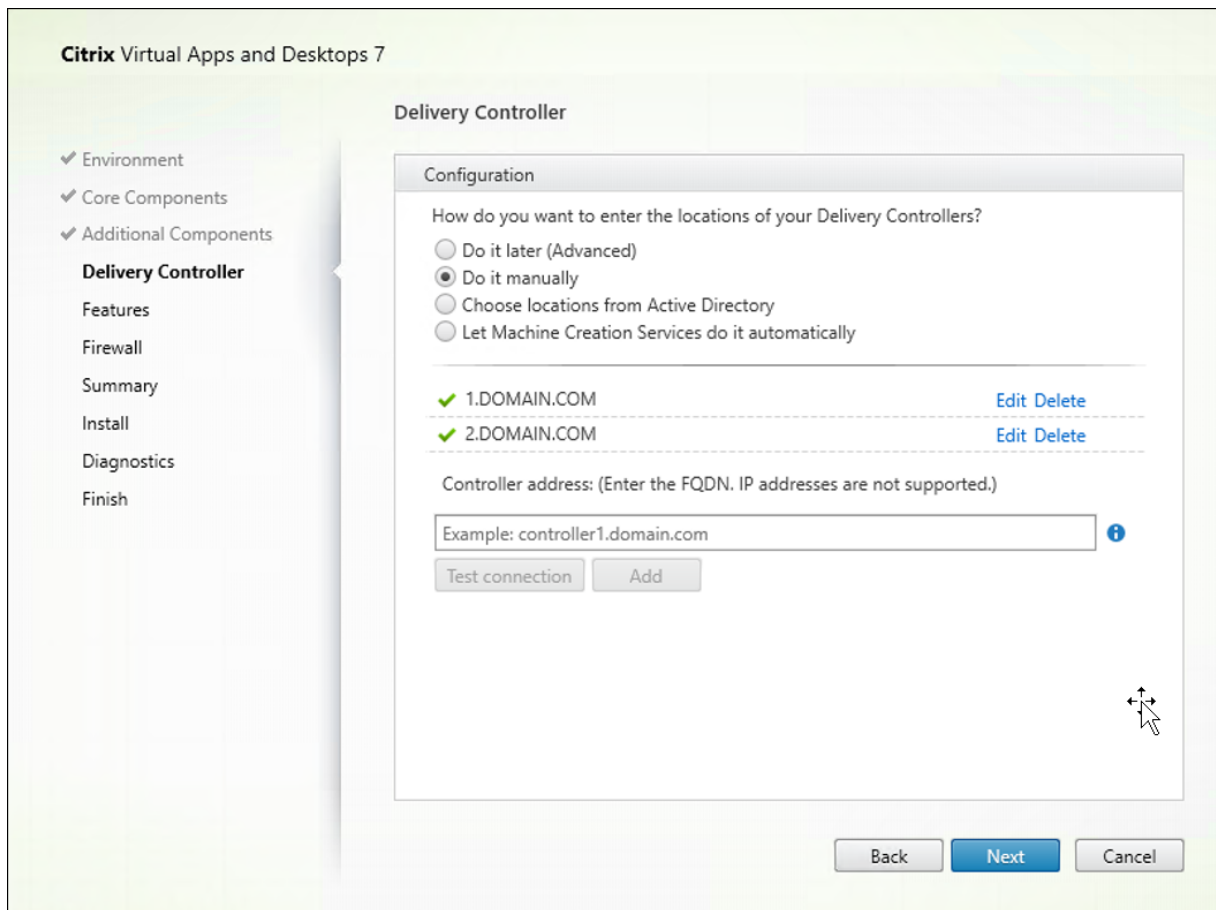 Citrix Virtual Apps and Desktops 7
Delivery Controller
Environment
Core Components
Additional Components
Delivery Controller
Features
Firewall
Summary
Install
Diagnostics
Finish
Configuration
How do you want to enter the locations of your Delivery Controllers?
Do it later (Advanced)
Do it manually
Choose locations from Active Directory
Let Machine Creation Services do it automatically
1.DOMAIN.COM Edit Delete
2.DOMAIN.COM Edit Delete
Controller address: (Enter the FQDN. IP addresses are not supported.)
Example: controller1.domain.com
Test connection Add
Back Next Cancel